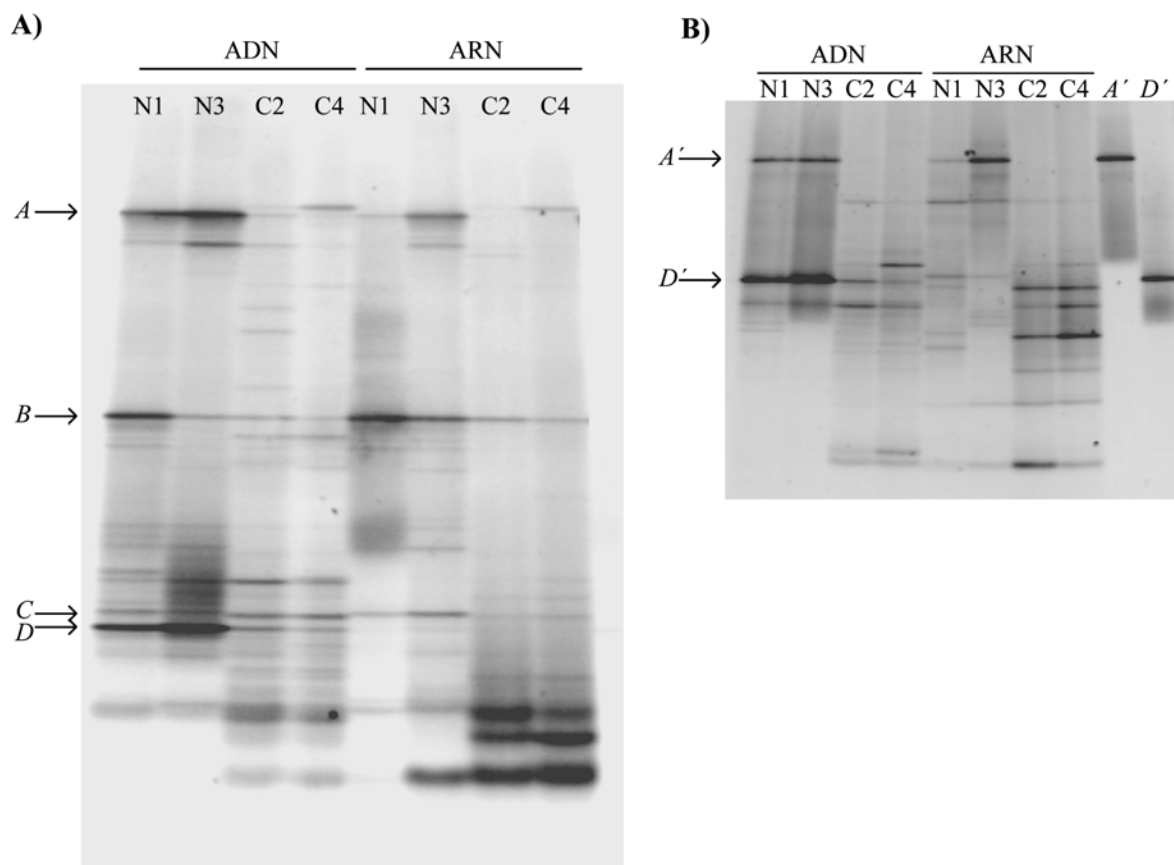 A)
ADN ARN
N1 N3 C2 C4 N1 N3 C2 C4
A
B
C
D
B)
ADN ARN
N1 N3 C2 C4 N1 N3 C2 C4 A´ D´
A´
D´